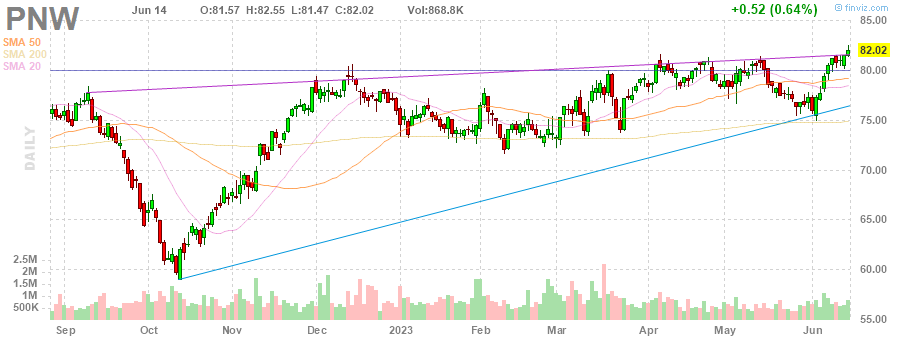 PNW
Jun 14 O:81.57 H:82.55 L:81.47 C:82.02 Vol:868.8K +0.52 (0.64%) © finviz.com
SMA 50
SMA 200
SMA 20
DAILY
85.00
82.02
80.00
75.00
70.00
65.00
60.00
55.00
2.5M
2M
1.5M
1M
500K
Sep Oct Nov Dec 2023 Feb Mar Apr May Jun